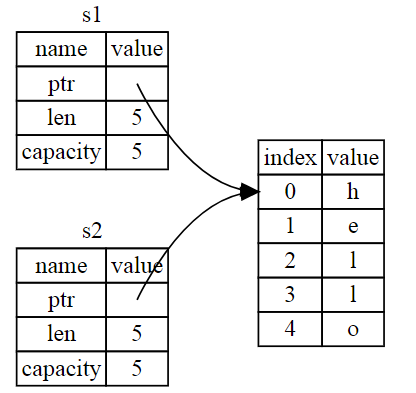 s1
name value
ptr
len 5
capacity 5
s2
name value
ptr
len 5
capacity 5
index value
0 h
1 e
2 l
3 l
4 o